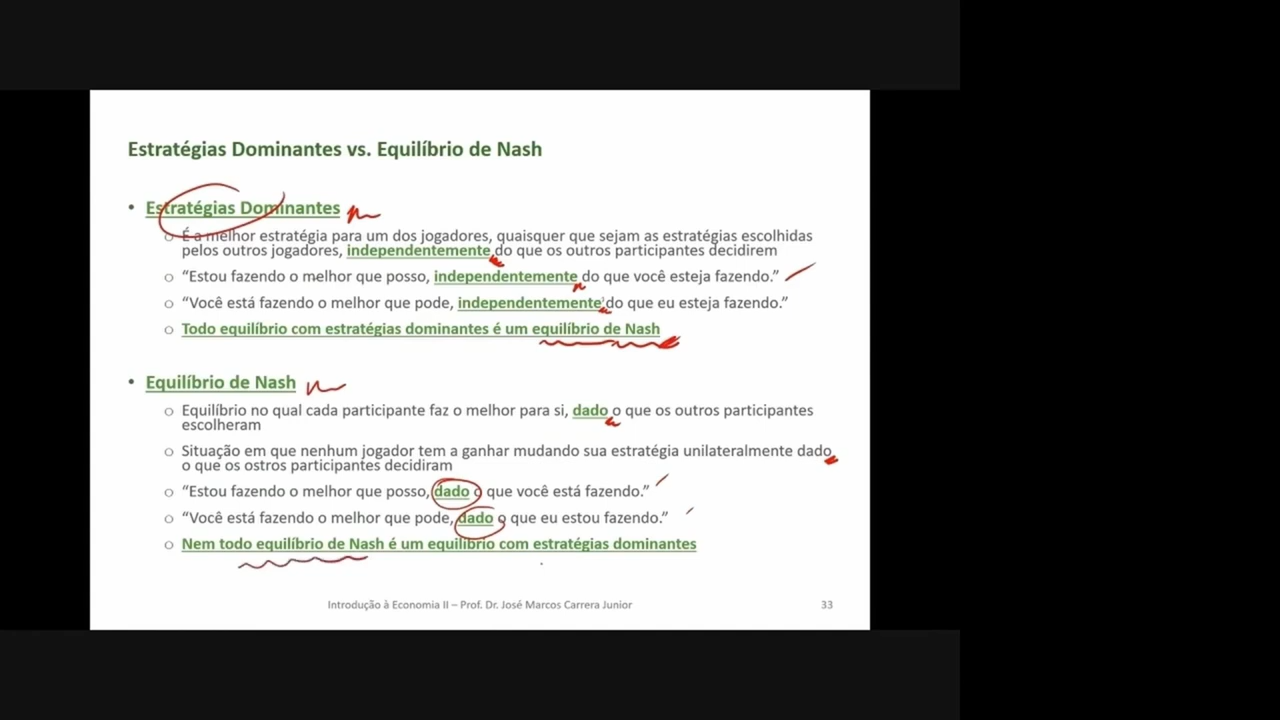 Estratégias Dominantes vs. Equilíbrio de Nash
• Estratégias Dominantes
o É a melhor estratégia para um dos jogadores, quaisquer que sejam as estratégias escolhidas
pelos outros jogadores, independentemente do que os outros participantes decidirem
o “Estou fazendo o melhor que posso, independentemente do que você esteja fazendo.”
o “Você está fazendo o melhor que pode, independentemente do que eu esteja fazendo.”
o Todo equilíbrio com estratégias dominantes é um equilíbrio de Nash
• Equilíbrio de Nash
o Equilíbrio no qual cada participante faz o melhor para si, dado o que os outros participantes
escolheram
o Situação em que nenhum jogador tem a ganhar mudando sua estratégia unilateralmente dado
o que os ostros participantes decidiram
o “Estou fazendo o melhor que posso, dado o que você está fazendo.”
o “Você está fazendo o melhor que pode, dado o que eu estou fazendo.”
o Nem todo equilíbrio de Nash é um equilíbrio com estratégias dominantes
Introdução à Economia II – Prof. Dr. José Marcos Carrera Junior
33